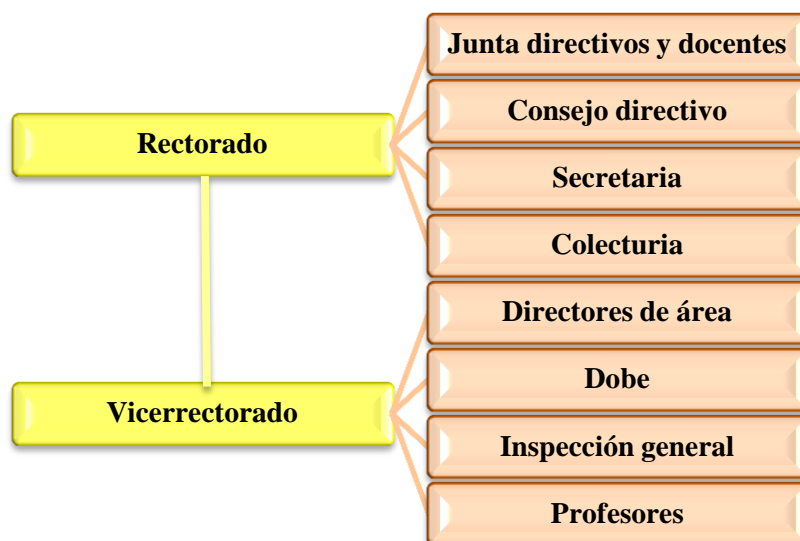 Junta directivos y docentes
Consejo directivo
Rectorado
Secretaria
Colecturia
Directores de área
Dobe
Vicerrectorado
Inspección general
Profesores